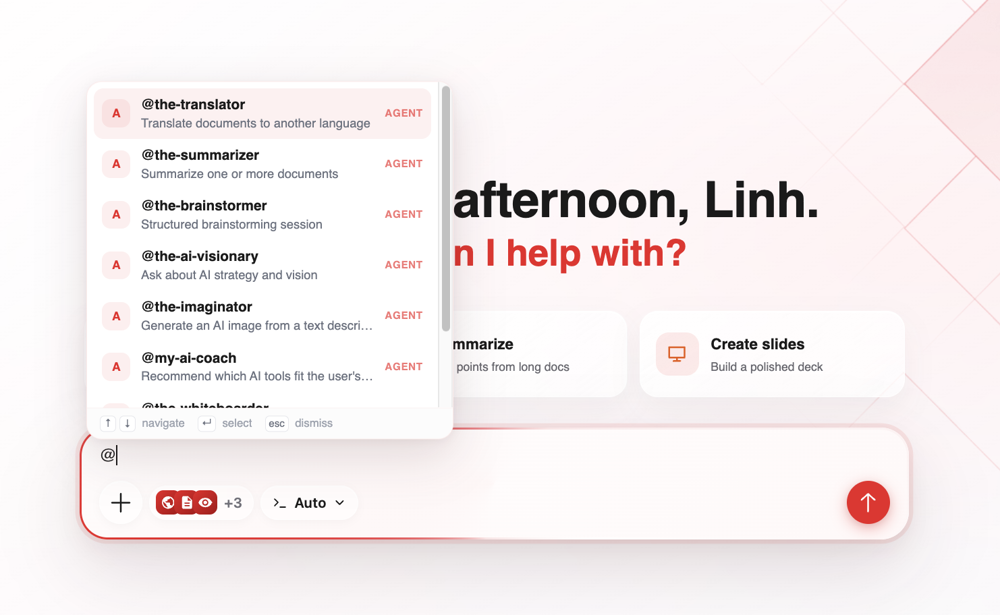 A
@the-translator
Translate documents to another language
AGENT
A
@the-summarizer
Summarize one or more documents
AGENT
A
@the-brainstormer
Structured brainstorming session
AGENT
A
@the-ai-visionary
Ask about AI strategy and vision
AGENT
A
@the-imaginator
Generate an AI image from a text descri...
AGENT
A
@my-ai-coach
Recommend which AI tools fit the user's...
AGENT
@the-whiteboarder
↑ ↓ navigate ↵ select esc dismiss
afternoon, Linh.
n I help with?
mmarize
points from long docs
Create slides
Build a polished deck
@
+3
Auto